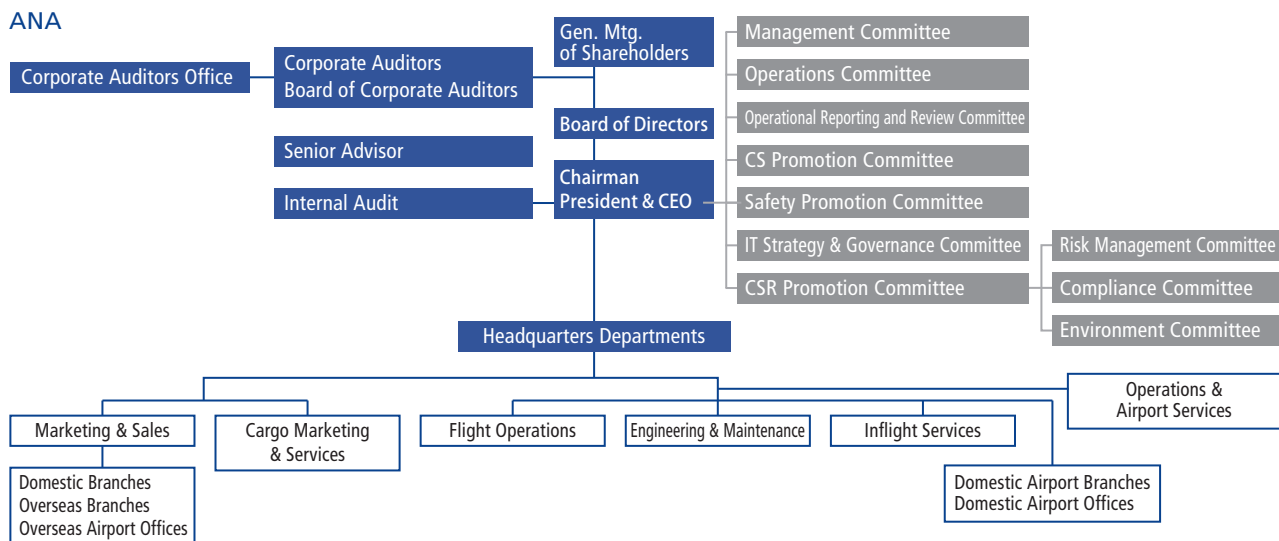 ANA
Gen. Mtg.
of Shareholders
Management Committee
Corporate Auditors Office
Corporate Auditors
Board of Corporate Auditors
Operations Committee
Board of Directors
Operational Reporting and Review Committee
Senior Advisor
CS Promotion Committee
Chairman
President & CEO
Internal Audit
Safety Promotion Committee
IT Strategy & Governance Committee
Risk Management Committee
CSR Promotion Committee
Compliance Committee
Environment Committee
Headquarters Departments
Operations &
Airport Services
Marketing & Sales
Cargo Marketing
& Services
Flight Operations
Engineering & Maintenance
Inflight Services
Domestic Branches
Overseas Branches
Overseas Airport Offices
Domestic Airport Branches
Domestic Airport Offices